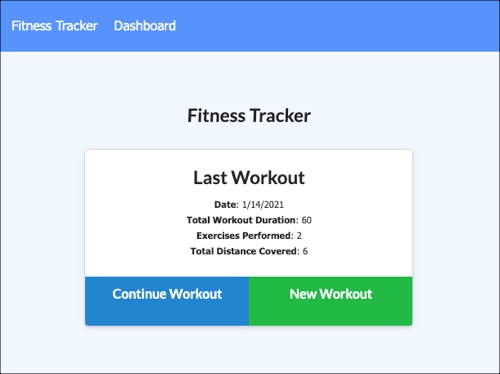 Fitness Tracker Dashboard
Fitness Tracker
Last Workout
Date: 1/14/2021
Total Workout Duration: 60
Exercises Performed: 2
Total Distance Covered: 6
Continue Workout New Workout